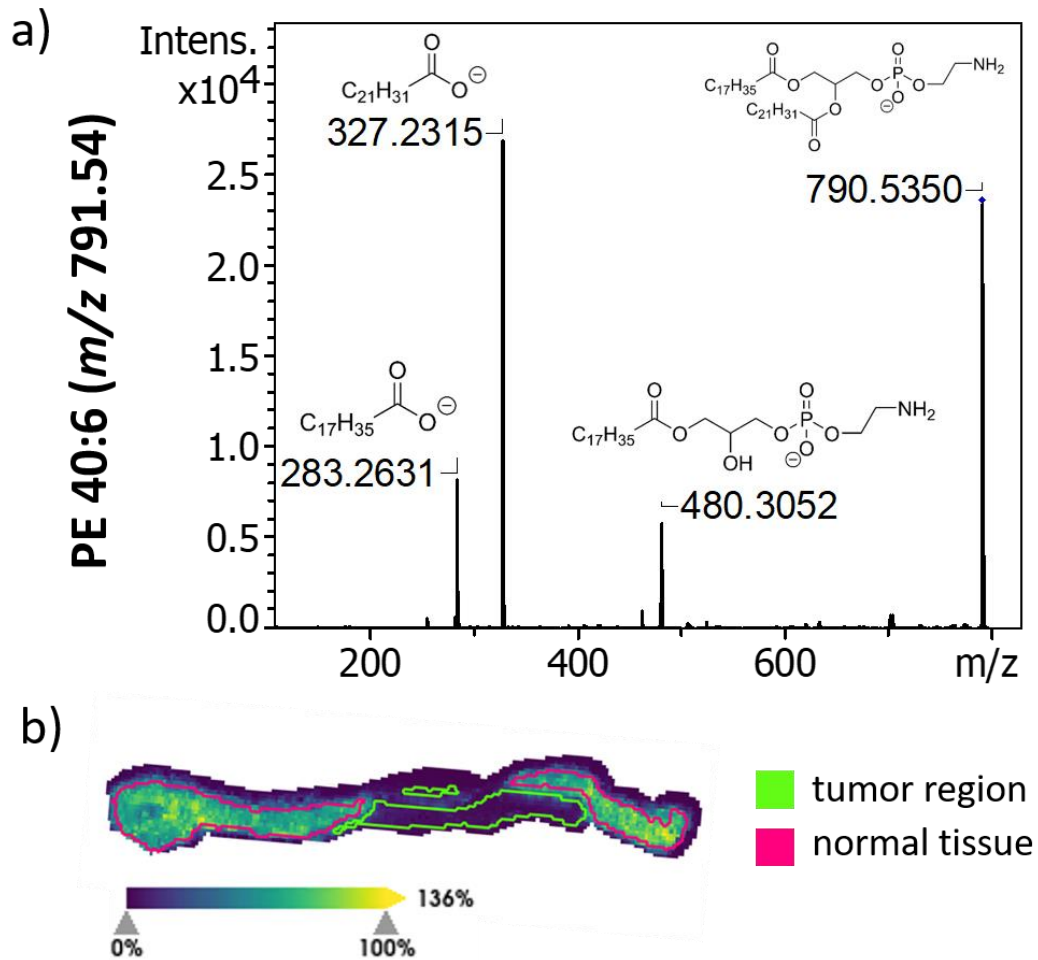 a)
Intens.
x10⁴
2.5
2.0
1.5
1.0
0.5
0.0
200
400
600
m/z
PE 40:6 (m/z 791.54)
O
C₂₁H₃₁
O
⊖
327.2315
O
C₁₇H₃₅
O
O
C₂₁H₃₁
O
O
P
O
O
⊖
O
NH₂
790.5350
O
C₁₇H₃₅
O
⊖
283.2631
O
C₁₇H₃₅
O
OH
O
O
P
O
⊖
O
NH₂
480.3052
b)
tumor region
normal tissue
136%
0%
100%